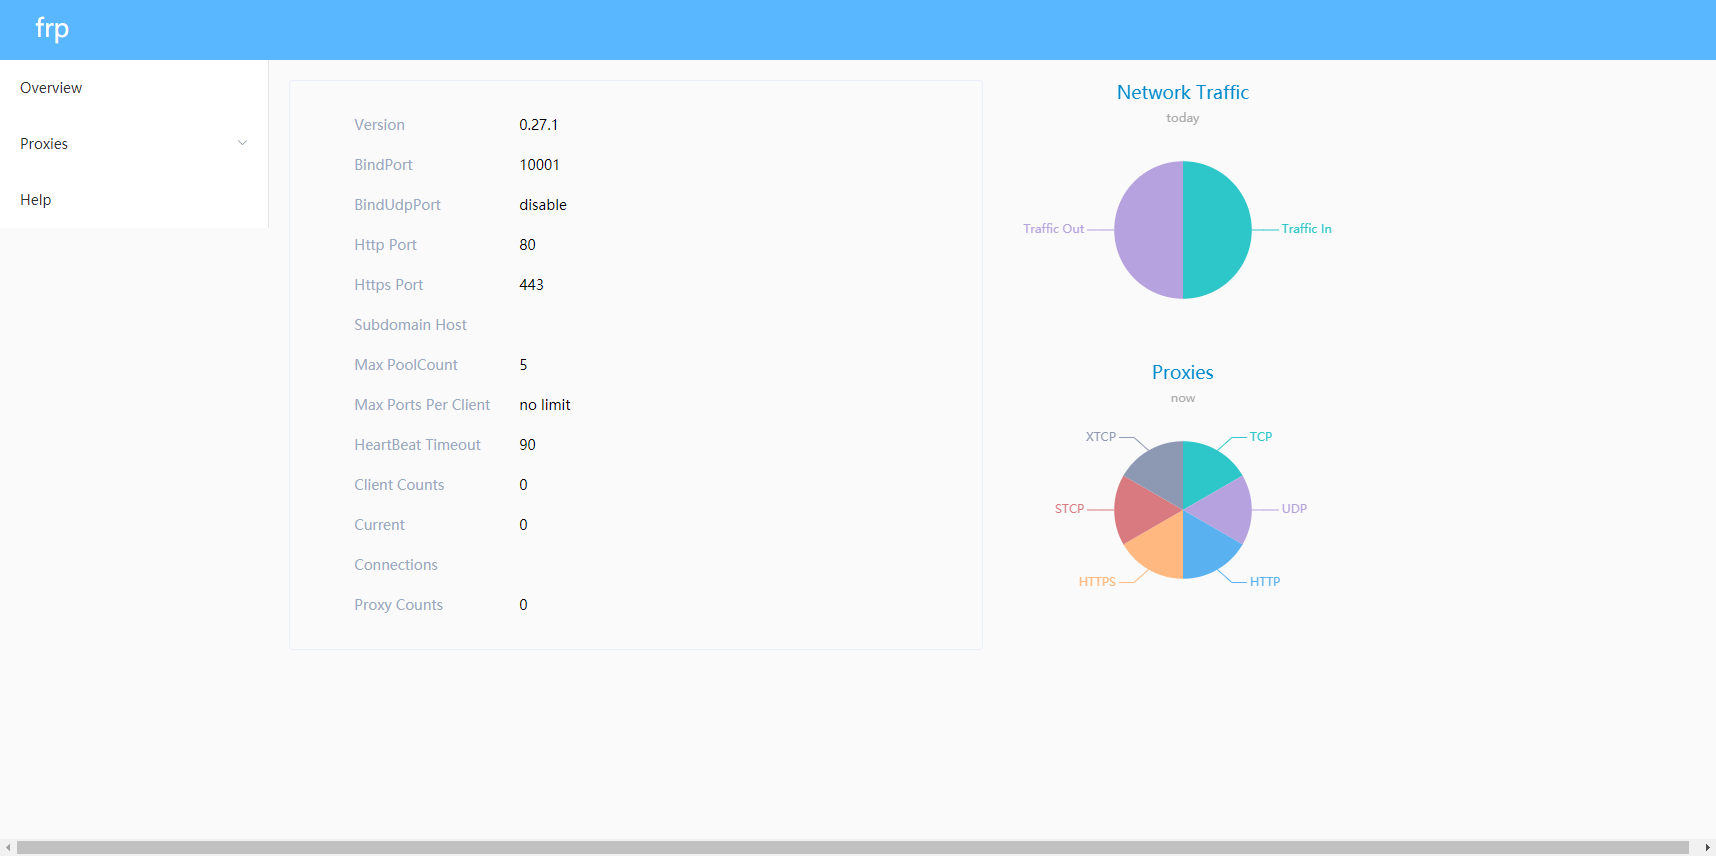 frp
Overview
Proxies
Help
Version 0.27.1
BindPort 10001
BindUdpPort disable
Http Port 80
Https Port 443
Subdomain Host
Max PoolCount 5
Max Ports Per Client no limit
HeartBeat Timeout 90
Client Counts 0
Current 0
Connections
Proxy Counts 0
Network Traffic
today
Traffic Out Traffic In
Proxies
now
XTCP TCP
STCP UDP
HTTPS HTTP